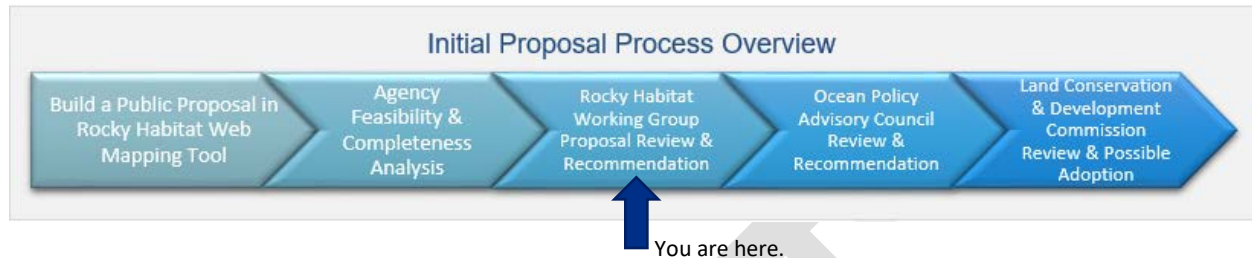 Initial Proposal Process Overview
Build a Public Proposal in
Rocky Habitat Web
Mapping Tool
Agency
Feasibility &
Completeness
Analysis
Rocky Habitat
Working Group
Proposal Review &
Recommendation
Ocean Policy
Advisory Council
Review &
Recommendation
Land Conservation
& Development
Commission
Review & Possible
Adoption
You are here.